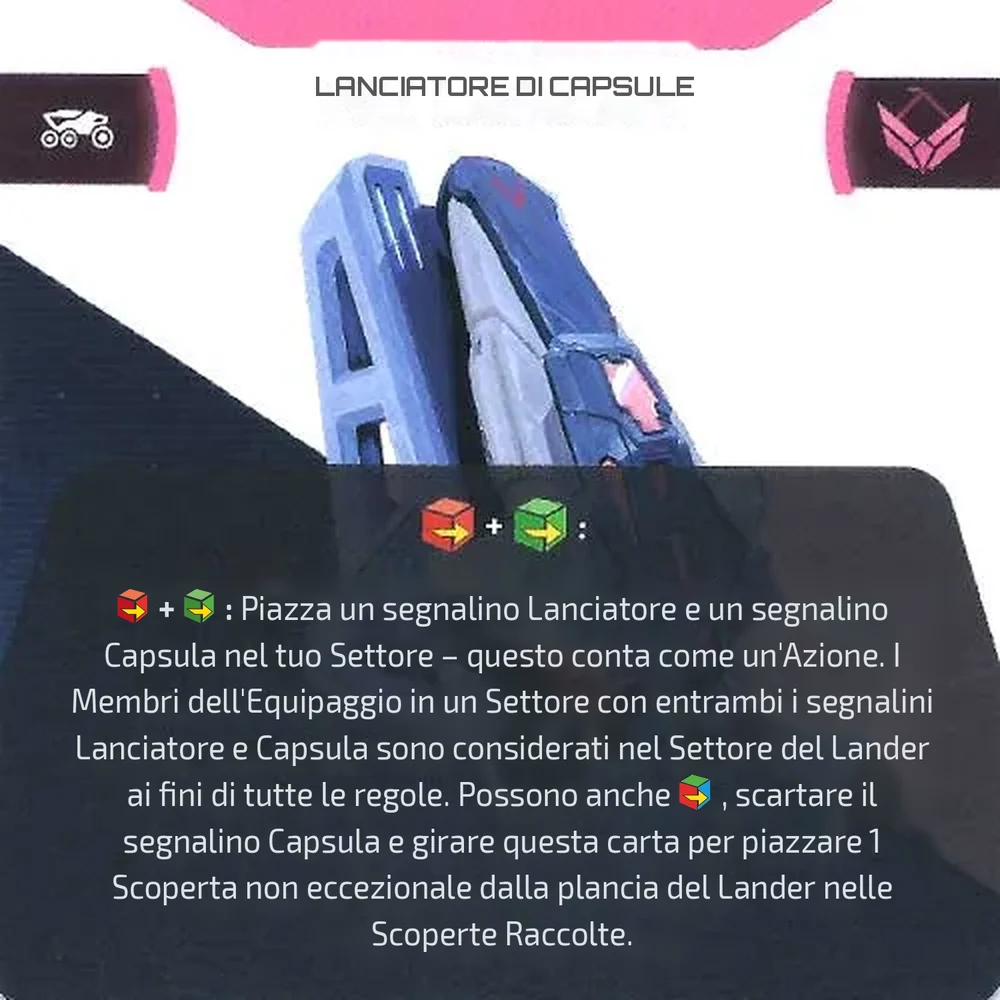 LANCIATORE DI CAPSULE
+ :
+ : Piazza un segnalino Lanciatore e un segnalino
Capsula nel tuo Settore – questo conta come un'Azione. I
Membri dell'Equipaggio in un Settore con entrambi i segnalini
Lanciatore e Capsula sono considerati nel Settore del Lander
ai fini di tutte le regole. Possono anche , scartare il
segnalino Capsula e girare questa carta per piazzare 1
Scoperta non eccezionale dalla plancia del Lander nelle
Scoperte Raccolte.